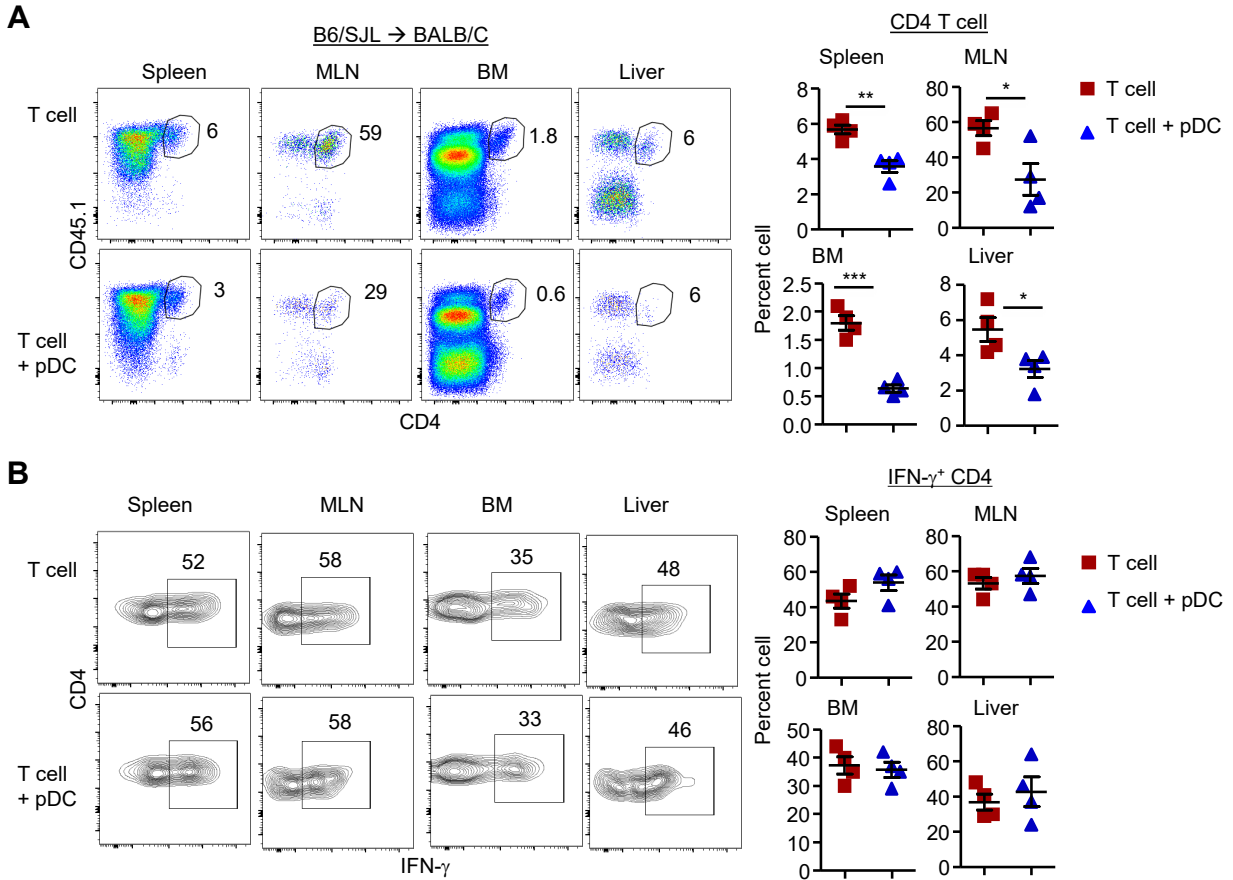 A
B6/SJL → BALB/C
Spleen MLN BM Liver
T cell
6 59 1.8 6
T cell
+ pDC
3 29 0.6 6
CD45.1
CD4
CD4 T cell
Spleen MLN
** *
8 6 4 2 0
80 60 40 20 0
T cell
T cell + pDC
BM Liver
*** *
2.5 2.0 1.5 1.0 0.5 0.0
8 6 4 2 0
Percent cell
B
Spleen MLN BM Liver
T cell
52 58 35 48
T cell
+ pDC
56 58 33 46
CD4
IFN-γ
IFN-γ+ CD4
Spleen MLN
80 60 40 20 0
80 60 40 20 0
T cell
T cell + pDC
BM Liver
50 40 30 20 10 0
80 60 40 20 0
Percent cell